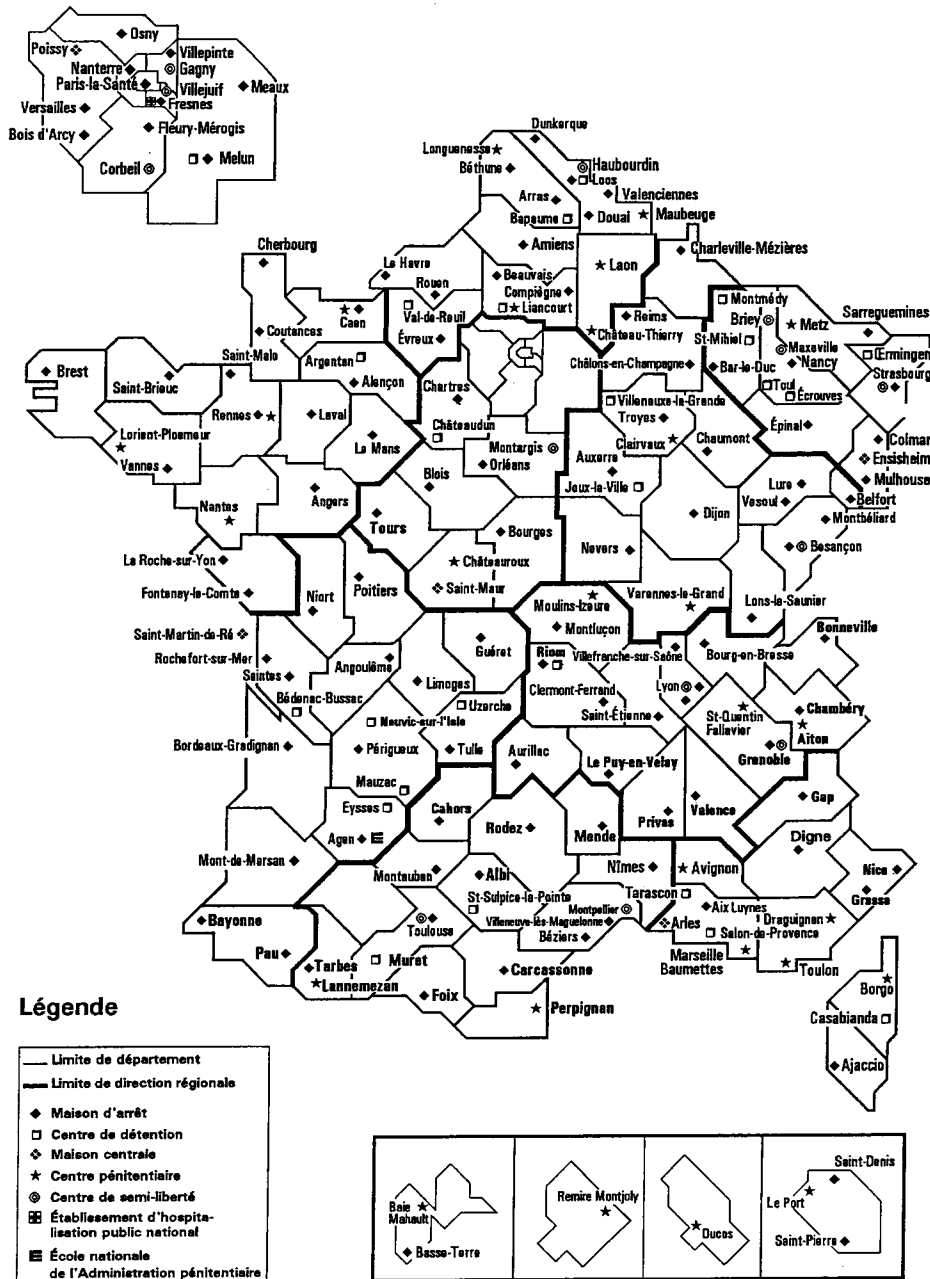 Osny
Poissy
Villepinte
Nanterre
Gagny
Paris-la-Santé
Villejuif
Meaux
Versailles
Fresnes
Bois d'Arcy
Fleury-Mérogis
Corbeil
Melun
Dunkerque
Longuenesse
Haubourdin
Béthune
Loos
Arras
Valenciennes
Bapaume
Douai
Maubeuge
Cherbourg
Amiens
Charleville-Mézières
Le Havre
Laon
Rouen
Beauvais
Compiègne
Montmédy
Caen
Val-de-Reuil
Liancourt
Reims
Briey
Metz
Sarreguemines
Coutances
Évreux
Château-Thierry
St-Mihiel
Maxeville
Saint-Malo
Argentan
Châlons-en-Champagne
Bar-le-Duc
Nancy
Ermingen
Brest
Saint-Brieuc
Alençon
Chartres
Toul
Strasbourg
Villeneuve-la-Grande
Écrouves
Rennes
Laval
Châteaudun
Troyes
Lorient-Ploemeur
Le Mans
Montargis
Clairvaux
Chaumont
Épinal
Colmar
Vannes
Orléans
Auxerre
Ensisheim
Blois
Joux-la-Ville
Lure
Mulhouse
Angers
Vesoul
Belfort
Nantes
Tours
Dijon
Montbéliard
Bourges
La Roche-sur-Yon
Nevers
Besançon
Châteauroux
Fontenay-le-Comte
Niort
Poitiers
Saint-Maur
Varennes-le-Grand
Moulins-Izeure
Lons-le-Saunier
Saint-Martin-de-Ré
Montluçon
Bonneville
Guéret
Riom
Villefranche-sur-Saône
Bourg-en-Bresse
Rochefort-sur-Mer
Angoulême
Saintes
Limoges
Clermont-Ferrand
Lyon
Bédenac-Bussac
Uzerche
Saint-Étienne
St-Quentin
Fallavier
Chambéry
Neuvic-sur-l'Isle
Aiton
Bordeaux-Gradignan
Périgueux
Tulle
Aurillac
Grenoble
Le Puy-en-Velay
Mauzac
Eysses
Cahors
Privas
Valence
Gap
Agen
Rodez
Mende
Digne
Mont-de-Marsan
Montauban
Albi
Nîmes
Avignon
Nice
St-Sulpice-la-Pointe
Tarascon
Grasse
Bayonne
Toulouse
Montpellier
Aix Luynes
Villeneuve-lès-Maguelonne
Arles
Draguignan
Béziers
Salon-de-Provence
Pau
Muret
Marseille
Baumettes
Tarbes
Carcassonne
Toulon
Lannemezan
Foix
Perpignan
Borgo
Casabianda
Ajaccio
Légende
Limite de département
Limite de direction régionale
Maison d'arrêt
Centre de détention
Maison centrale
Centre pénitentiaire
Centre de semi-liberté
Établissement d'hospita-
lisation public national
École nationale
de l'Administration pénitentiaire
Baie
Mahault
Basse-Terre
Remire Montjoly
Ducos
Saint-Denis
Le Port
Saint-Pierre